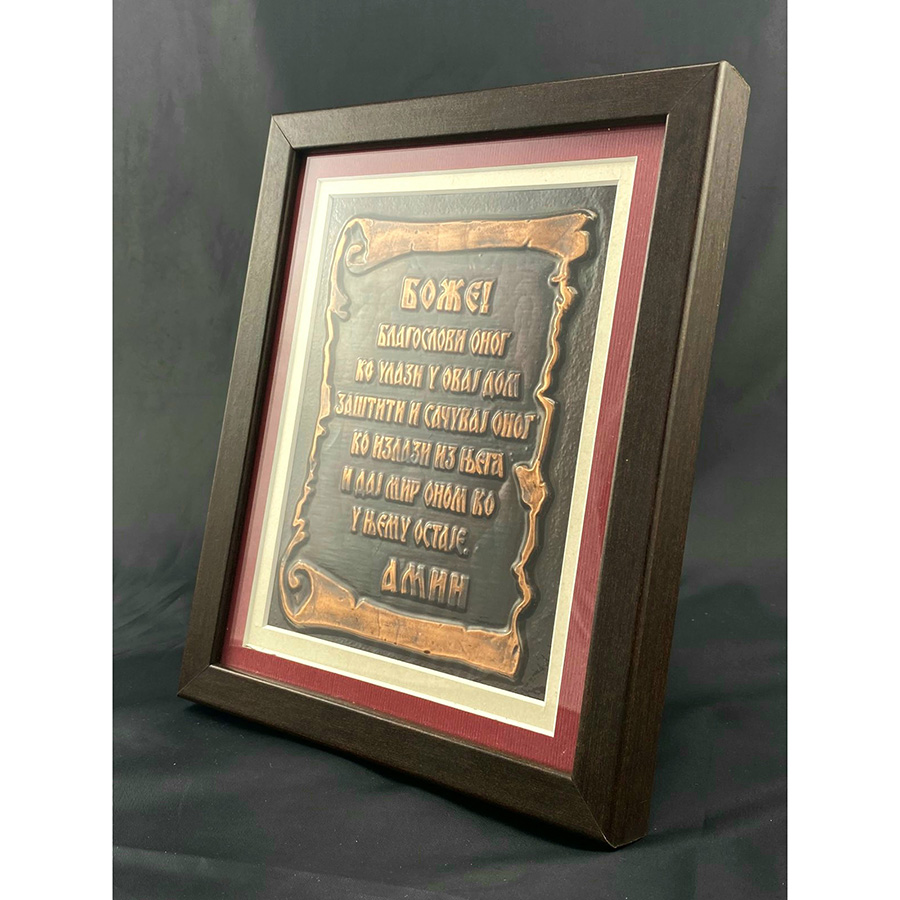 БОЖЕ!
БЛАГОСЛОВИ ОНОГ
КО УЛАЗИ У ОВАЈ ДОМ
ЗАШТИТИ И САЧУВАЈ ОНОГ
КО ИЗЛАЗИ ИЗ ЊЕГА
И ДАЈ МИР ОНОМ КО
У ЊЕМУ ОСТАЈЕ.
АМИН